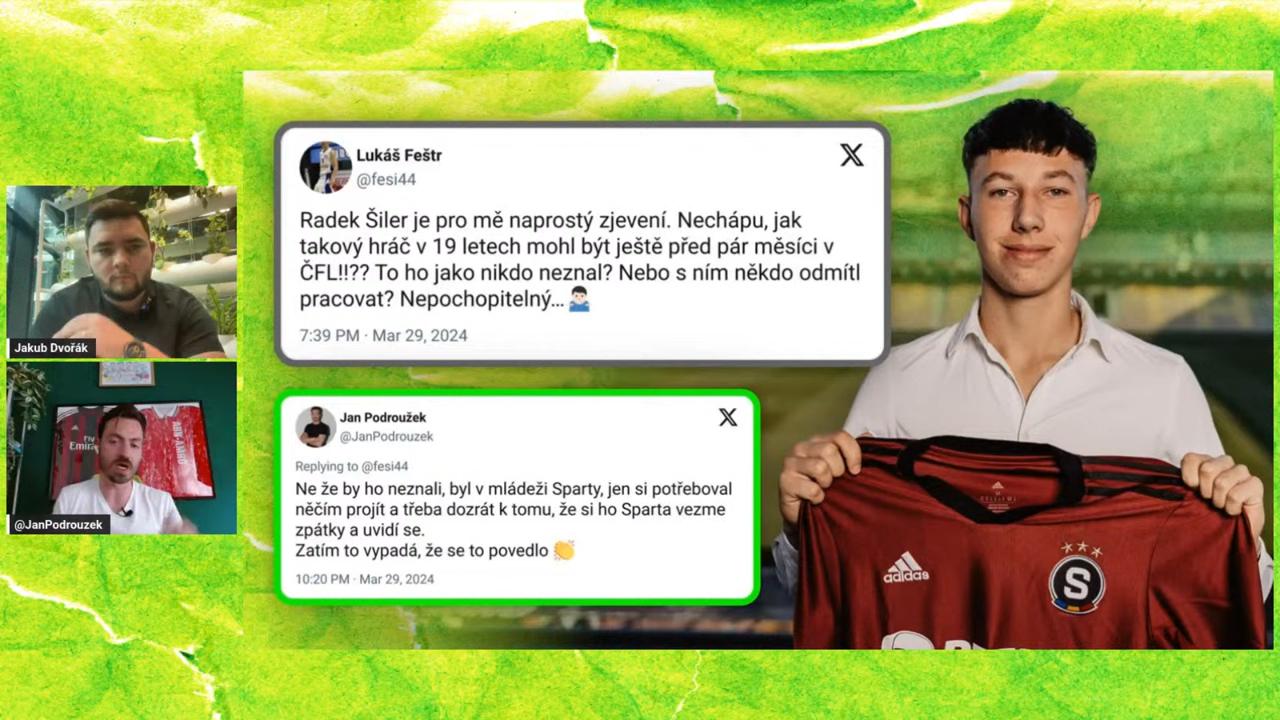 Lukáš Feštr
@fesi44
Radek Šiler je pro mě naprostý zjevení. Nechápu, jak
takový hráč v 19 letech mohl být ještě před pár měsíci v
ČFL!!?? To ho jako nikdo neznal? Nebo s ním někdo odmítl
pracovat? Nepochopitelný...
7:39 PM · Mar 29, 2024
Jan Podroužek
@JanPodrouzek
Replying to @fesi44
Ne že by ho neznali, byl v mládeži Sparty, jen si potřeboval
něčím projít a třeba dozrát k tomu, že si ho Sparta vezme
zpátky a uvidí se.
Zatím to vypadá, že se to povedlo
10:20 PM · Mar 29, 2024
Jakub Dvořák
@JanPodrouzek
adidas
S